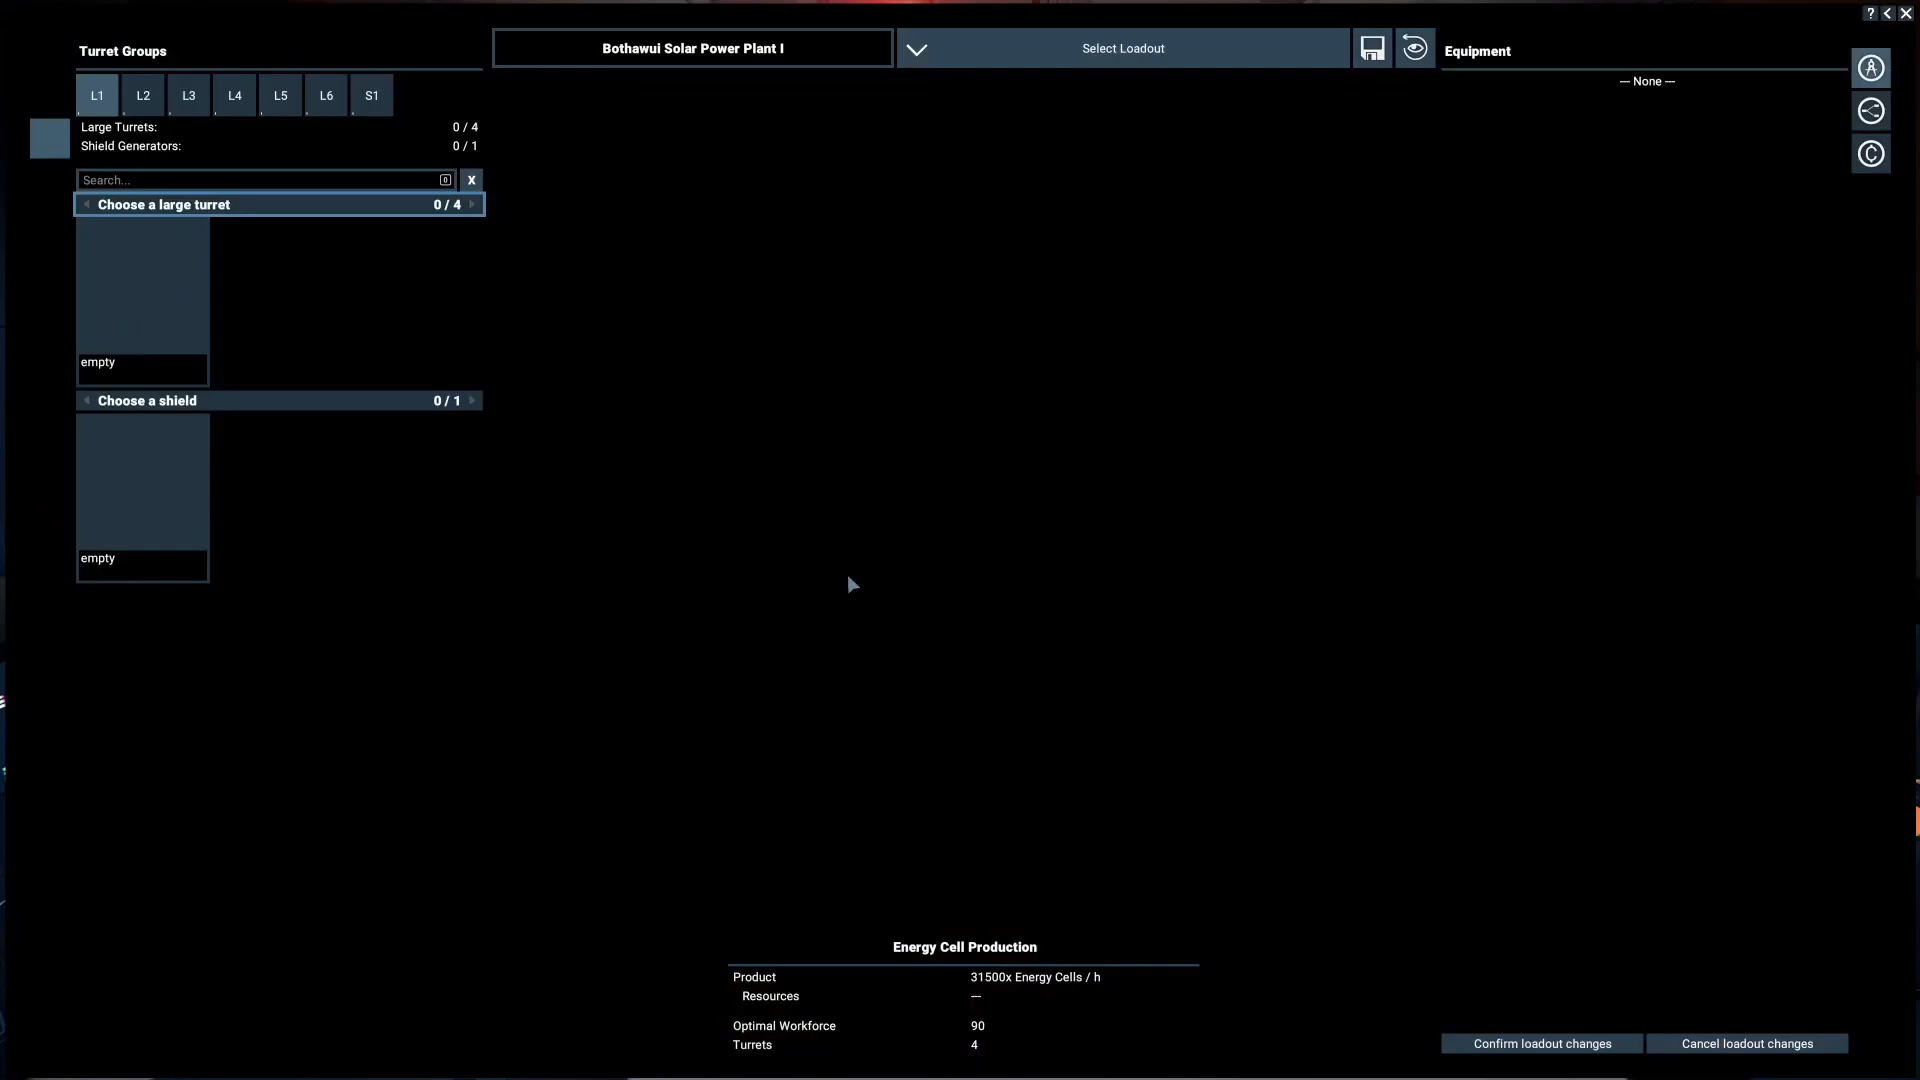 ? < X
Turret Groups
Bothawui Solar Power Plant I
Select Loadout
Equipment
--- None ---
L1 L2 L3 L4 L5 L6 S1
Large Turrets: 0 / 4
Shield Generators: 0 / 1
Search... 0 X
Choose a large turret 0 / 4
empty
Choose a shield 0 / 1
empty
Energy Cell Production
Product 31500x Energy Cells / h
Resources ---
Optimal Workforce 90
Turrets 4
Confirm loadout changes Cancel loadout changes